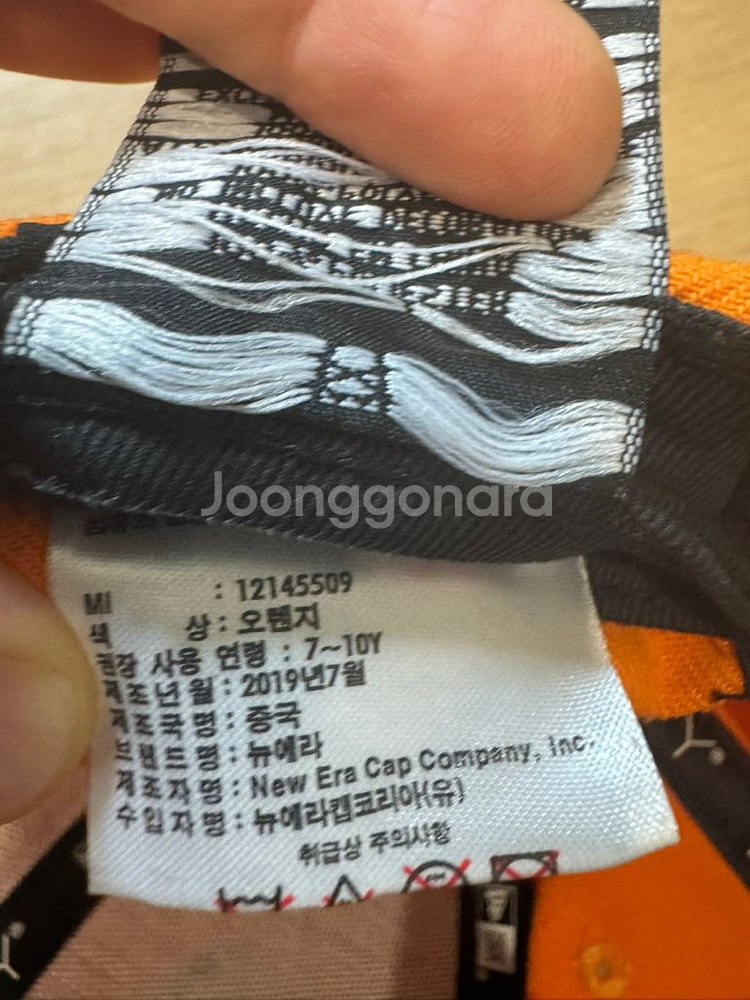 Joonggonara
MI : 12145509
색 상 : 오렌지
권장 사용 연령 : 7~10Y
제조년월 : 2019년7월
제조국명 : 중국
브랜드명 : 뉴에라
제조자명 : New Era Cap Company, Inc.
수입자명 : 뉴에라캡코리아(유)
취급상 주의사항